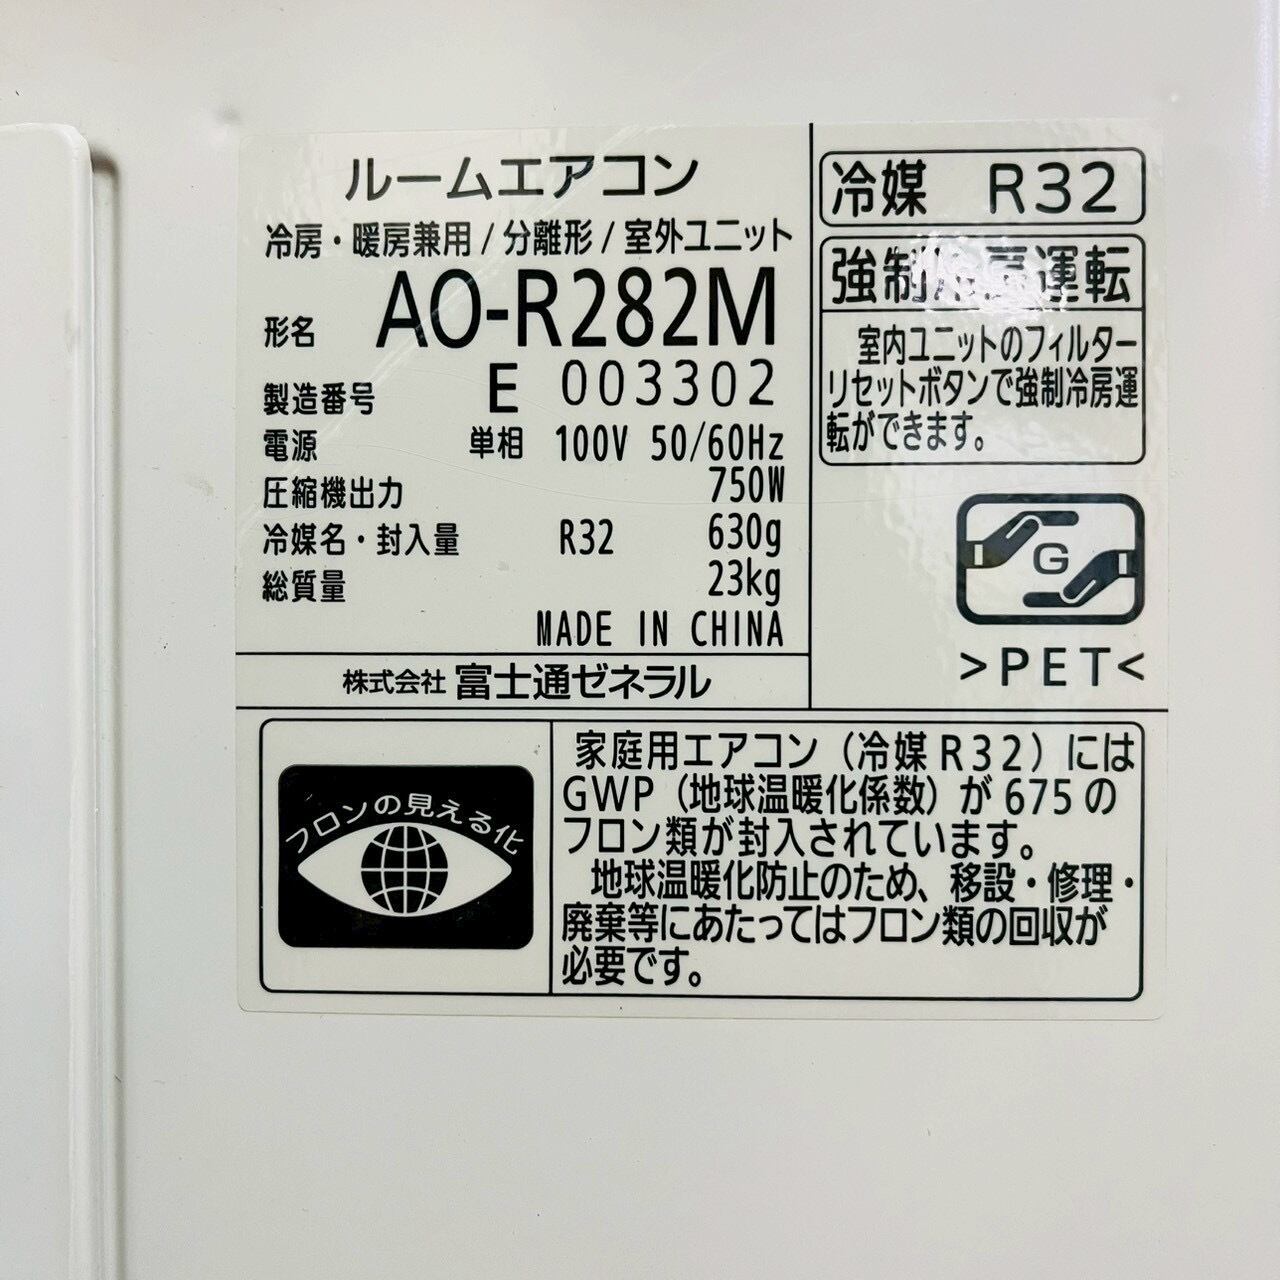 ルームエアコン
冷房・暖房兼用/分離形/室外ユニット
形名 AO-R282M
製造番号 E 003302
電源 単相 100V 50/60Hz
圧縮機出力 750W
冷媒名・封入量 R32 630g
総質量 23kg
MADE IN CHINA
株式会社 富士通ゼネラル
冷媒 R32
強制冷房運転
室内ユニットのフィルター
リセットボタンで強制冷房運
転ができます。
G
>PET<
フロンの見える化
家庭用エアコン(冷媒R32)には
GWP(地球温暖化係数)が675の
フロン類が封入されています。
地球温暖化防止のため、移設・修理・
廃棄等にあたってはフロン類の回収が
必要です。